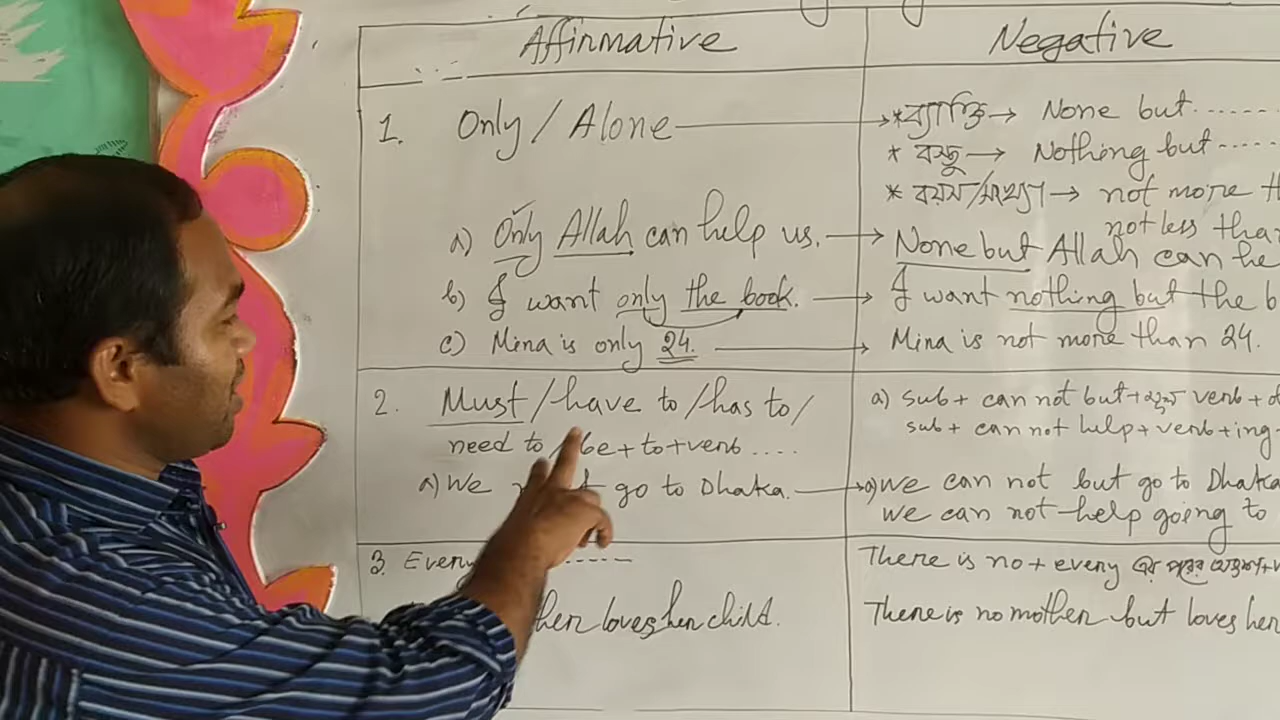 Affirmative Negative
1. Only / Alone → * ব্যাক্তি → None but ......
* বস্তু → Nothing but .....
* বয়স/সংখ্যা → not more th
not less than
a) Only Allah can help us. → None but Allah can he
b) I want only the book. → I want nothing but the b
c) Mina is only 24. → Mina is not more than 24.
2. Must / have to / has to / a) sub + can not but + মূল verb + o
need to / be + to + verb .... sub + can not help + verb + ing
a) We go to Dhaka. → a) We can not but go to Dhaka
we can not help going to
3. Every ----- There is no + every এর পরের
her loves her child. There is no mother but loves her